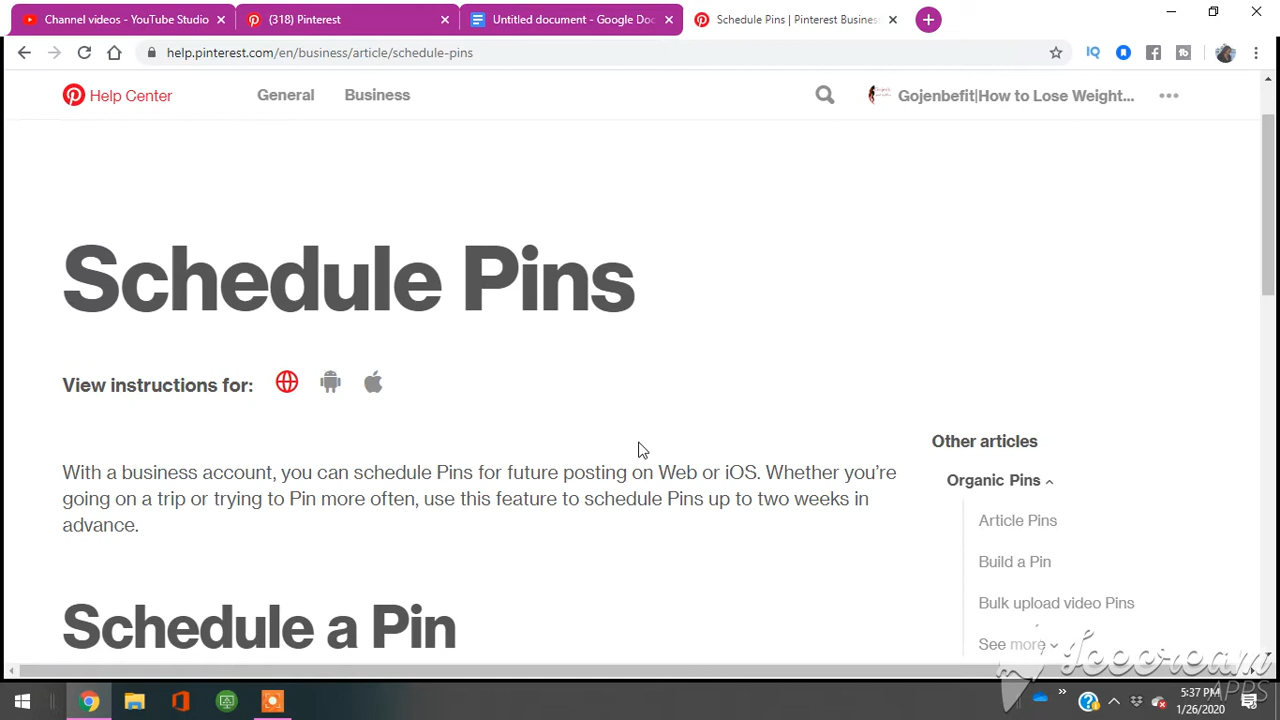 Channel videos - YouTube Studio
(318) Pinterest
Untitled document - Google Doc
Schedule Pins | Pinterest Busines
help.pinterest.com/en/business/article/schedule-pins
Help Center
General
Business
Gojenbefit|How to Lose Weight...
Schedule Pins
View instructions for:
With a business account, you can schedule Pins for future posting on Web or iOS. Whether you're
going on a trip or trying to Pin more often, use this feature to schedule Pins up to two weeks in
advance.
Other articles
Organic Pins
Article Pins
Build a Pin
Bulk upload video Pins
See more
Schedule a Pin
Icecream
APPS
5:37 PM
1/26/2020